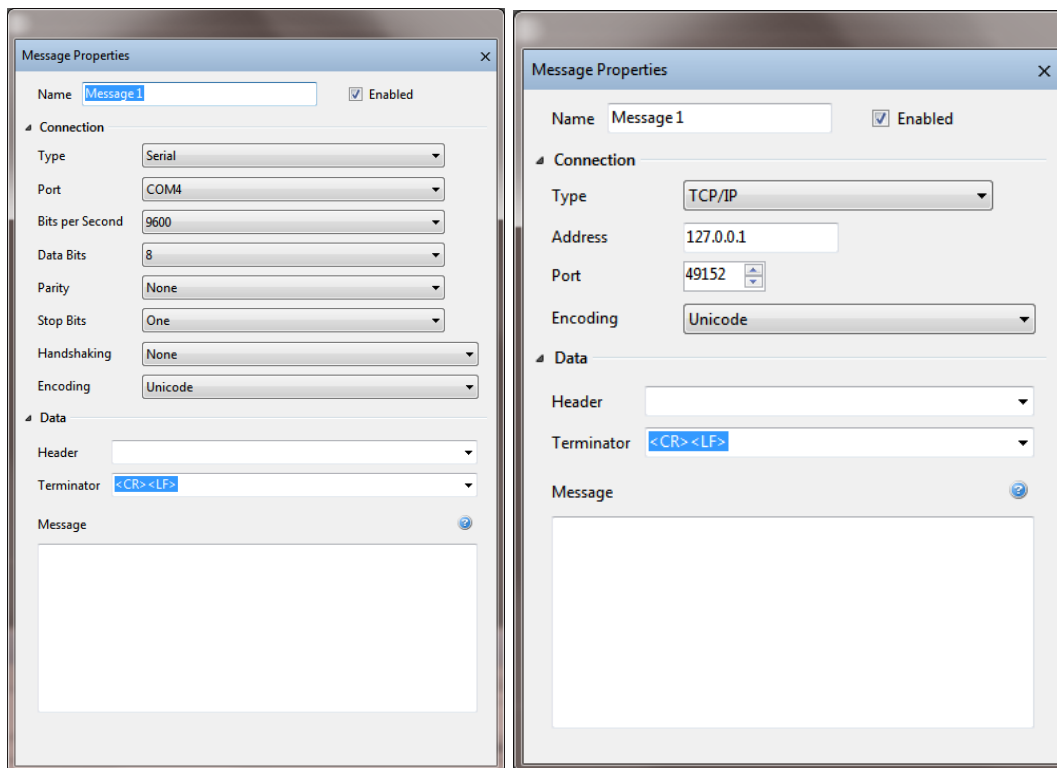 Message Properties
Name Message 1 Enabled
Connection
Type Serial
Port COM4
Bits per Second 9600
Data Bits 8
Parity None
Stop Bits One
Handshaking None
Encoding Unicode
Data
Header
Terminator <CR><LF>
Message
Message Properties
Name Message 1 Enabled
Connection
Type TCP/IP
Address 127.0.0.1
Port 49152
Encoding Unicode
Data
Header
Terminator <CR><LF>
Message